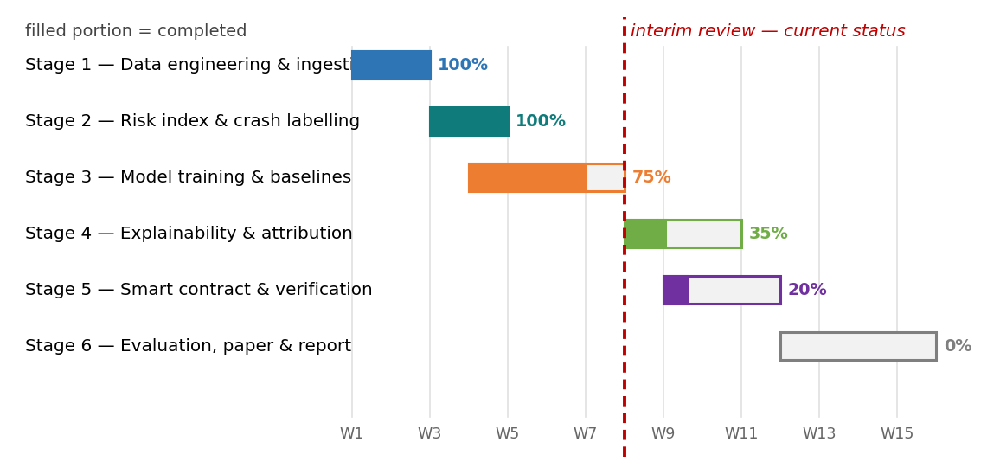 filled portion = completed
interim review — current status
Stage 1 — Data engineering & ingesti
100%
Stage 2 — Risk index & crash labelling
100%
Stage 3 — Model training & baselines
75%
Stage 4 — Explainability & attribution
35%
Stage 5 — Smart contract & verification
20%
Stage 6 — Evaluation, paper & report
0%
W1 W3 W5 W7 W9 W11 W13 W15